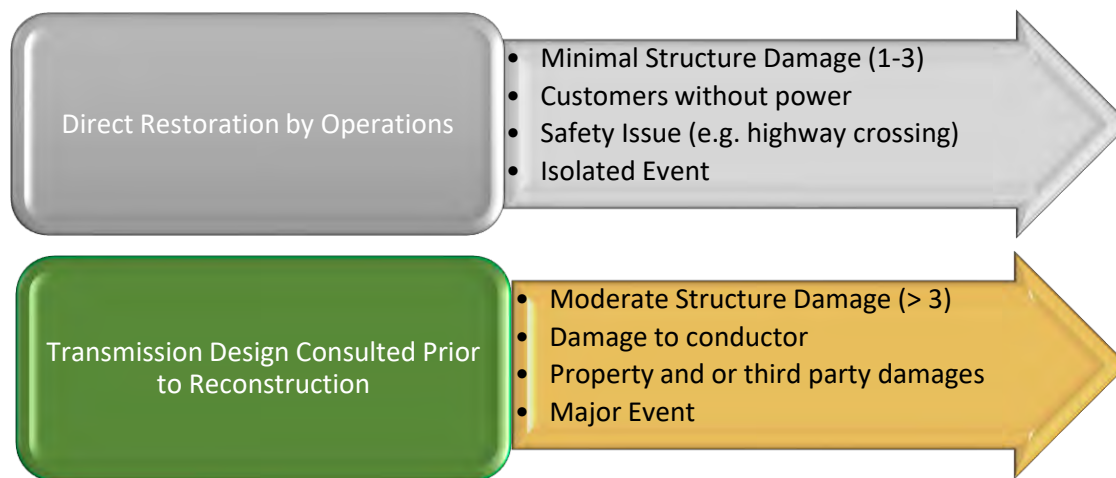 Direct Restoration by Operations
• Minimal Structure Damage (1-3)
• Customers without power
• Safety Issue (e.g. highway crossing)
• Isolated Event
Transmission Design Consulted Prior
to Reconstruction
• Moderate Structure Damage (> 3)
• Damage to conductor
• Property and or third party damages
• Major Event